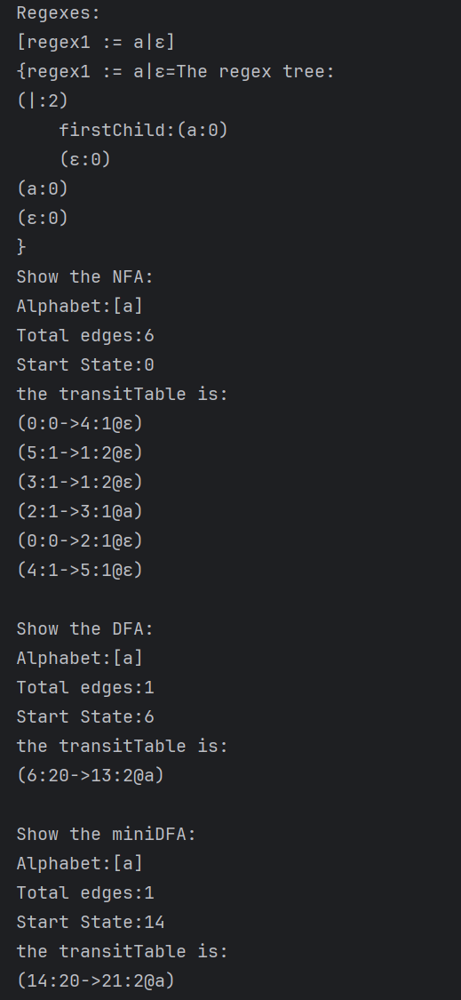 Regexes:
[regex1 := a|ε]
{regex1 := a|ε=The regex tree:
(|:2)
    firstChild:(a:0)
    (ε:0)
(a:0)
(ε:0)
}
Show the NFA:
Alphabet:[a]
Total edges:6
Start State:0
the transitTable is:
(0:0->4:1@ε)
(5:1->1:2@ε)
(3:1->1:2@ε)
(2:1->3:1@a)
(0:0->2:1@ε)
(4:1->5:1@ε)

Show the DFA:
Alphabet:[a]
Total edges:1
Start State:6
the transitTable is:
(6:20->13:2@a)

Show the miniDFA:
Alphabet:[a]
Total edges:1
Start State:14
the transitTable is:
(14:20->21:2@a)